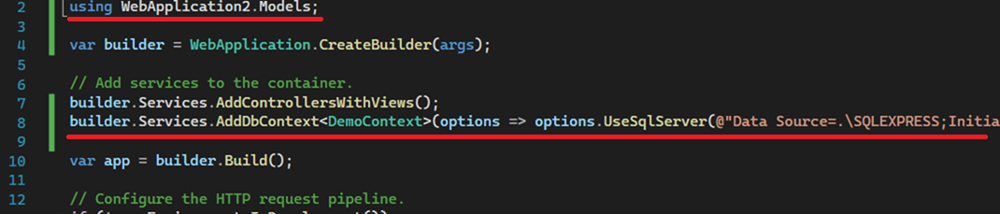 2 using WebApplication2.Models;
3
4 var builder = WebApplication.CreateBuilder(args);
5
6 // Add services to the container.
7 builder.Services.AddControllersWithViews();
8 builder.Services.AddDbContext<DemoContext>(options => options.UseSqlServer(@"Data Source=.\SQLEXPRESS;Initia
9
10 var app = builder.Build();
11
12 // Configure the HTTP request pipeline.